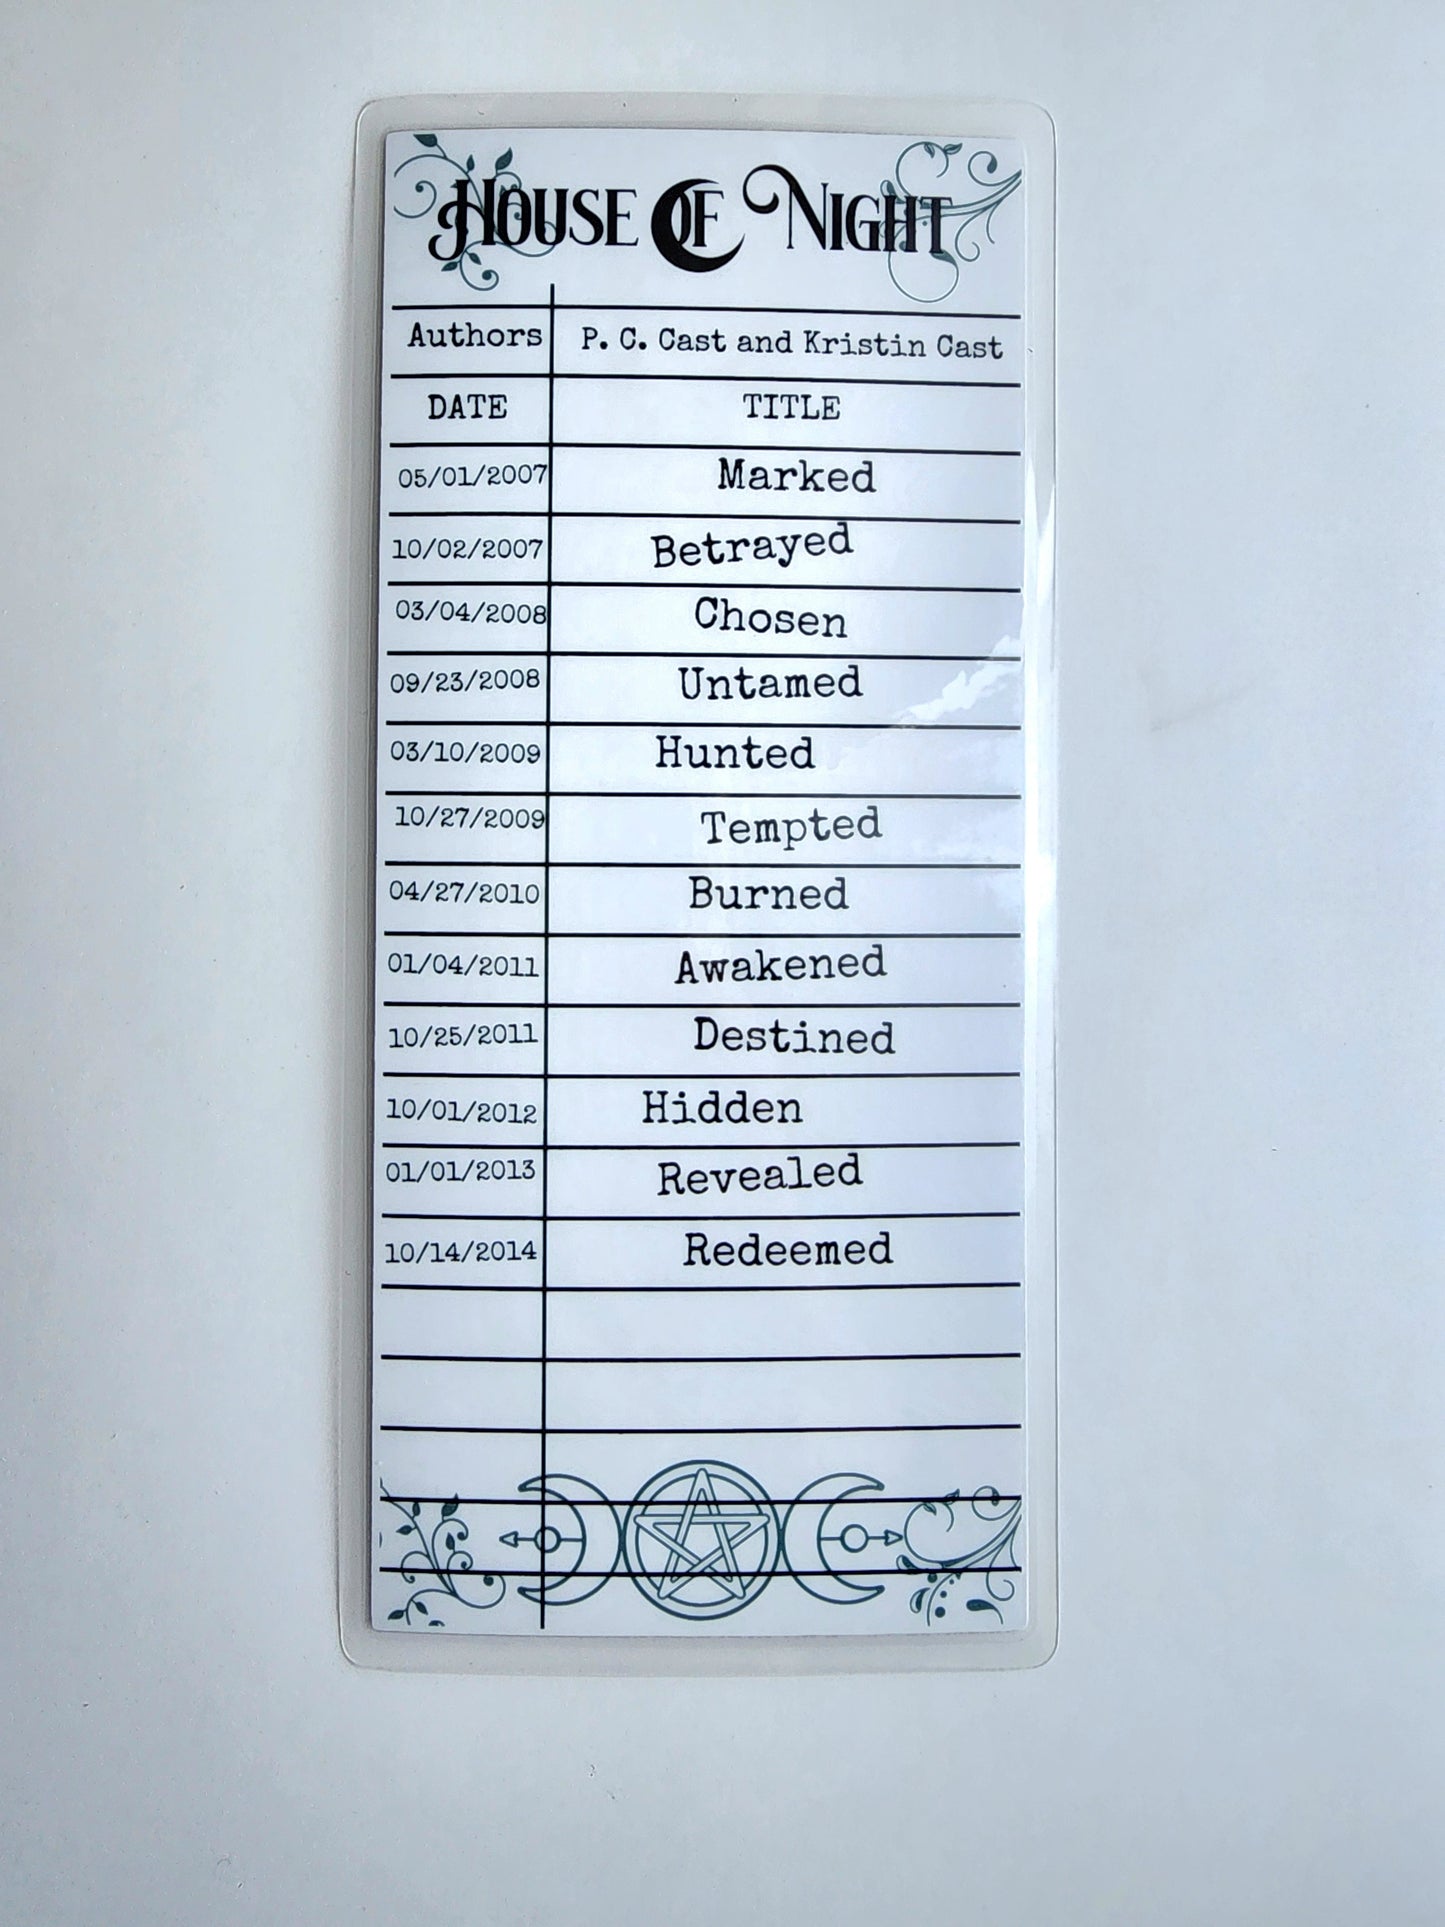 House of Night
Authors P. C. Cast and Kristin Cast
DATE TITLE
05/01/2007 Marked
10/02/2007 Betrayed
03/04/2008 Chosen
09/23/2008 Untamed
03/10/2009 Hunted
10/27/2009 Tempted
04/27/2010 Burned
01/04/2011 Awakened
10/25/2011 Destined
10/01/2012 Hidden
01/01/2013 Revealed
10/14/2014 Redeemed